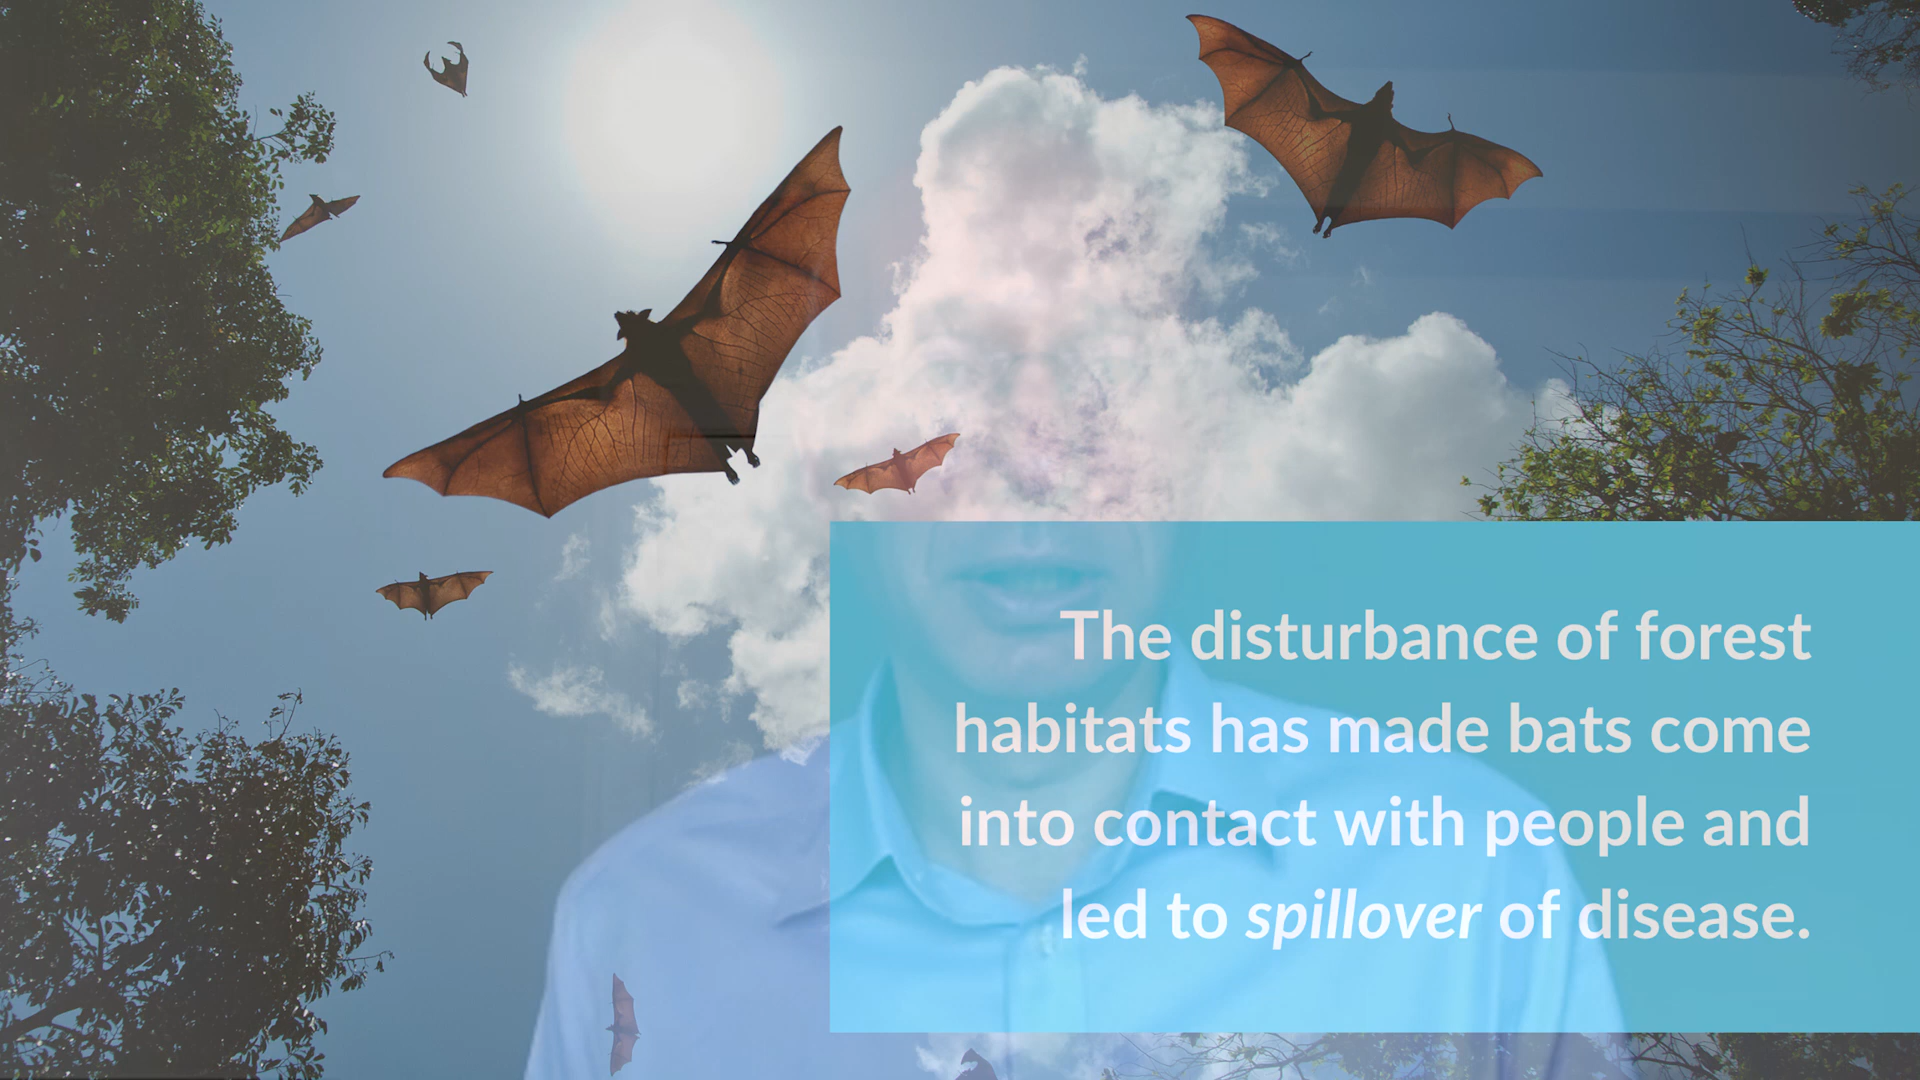 The disturbance of forest
habitats has made bats come
into contact with people and
led to spillover of disease.